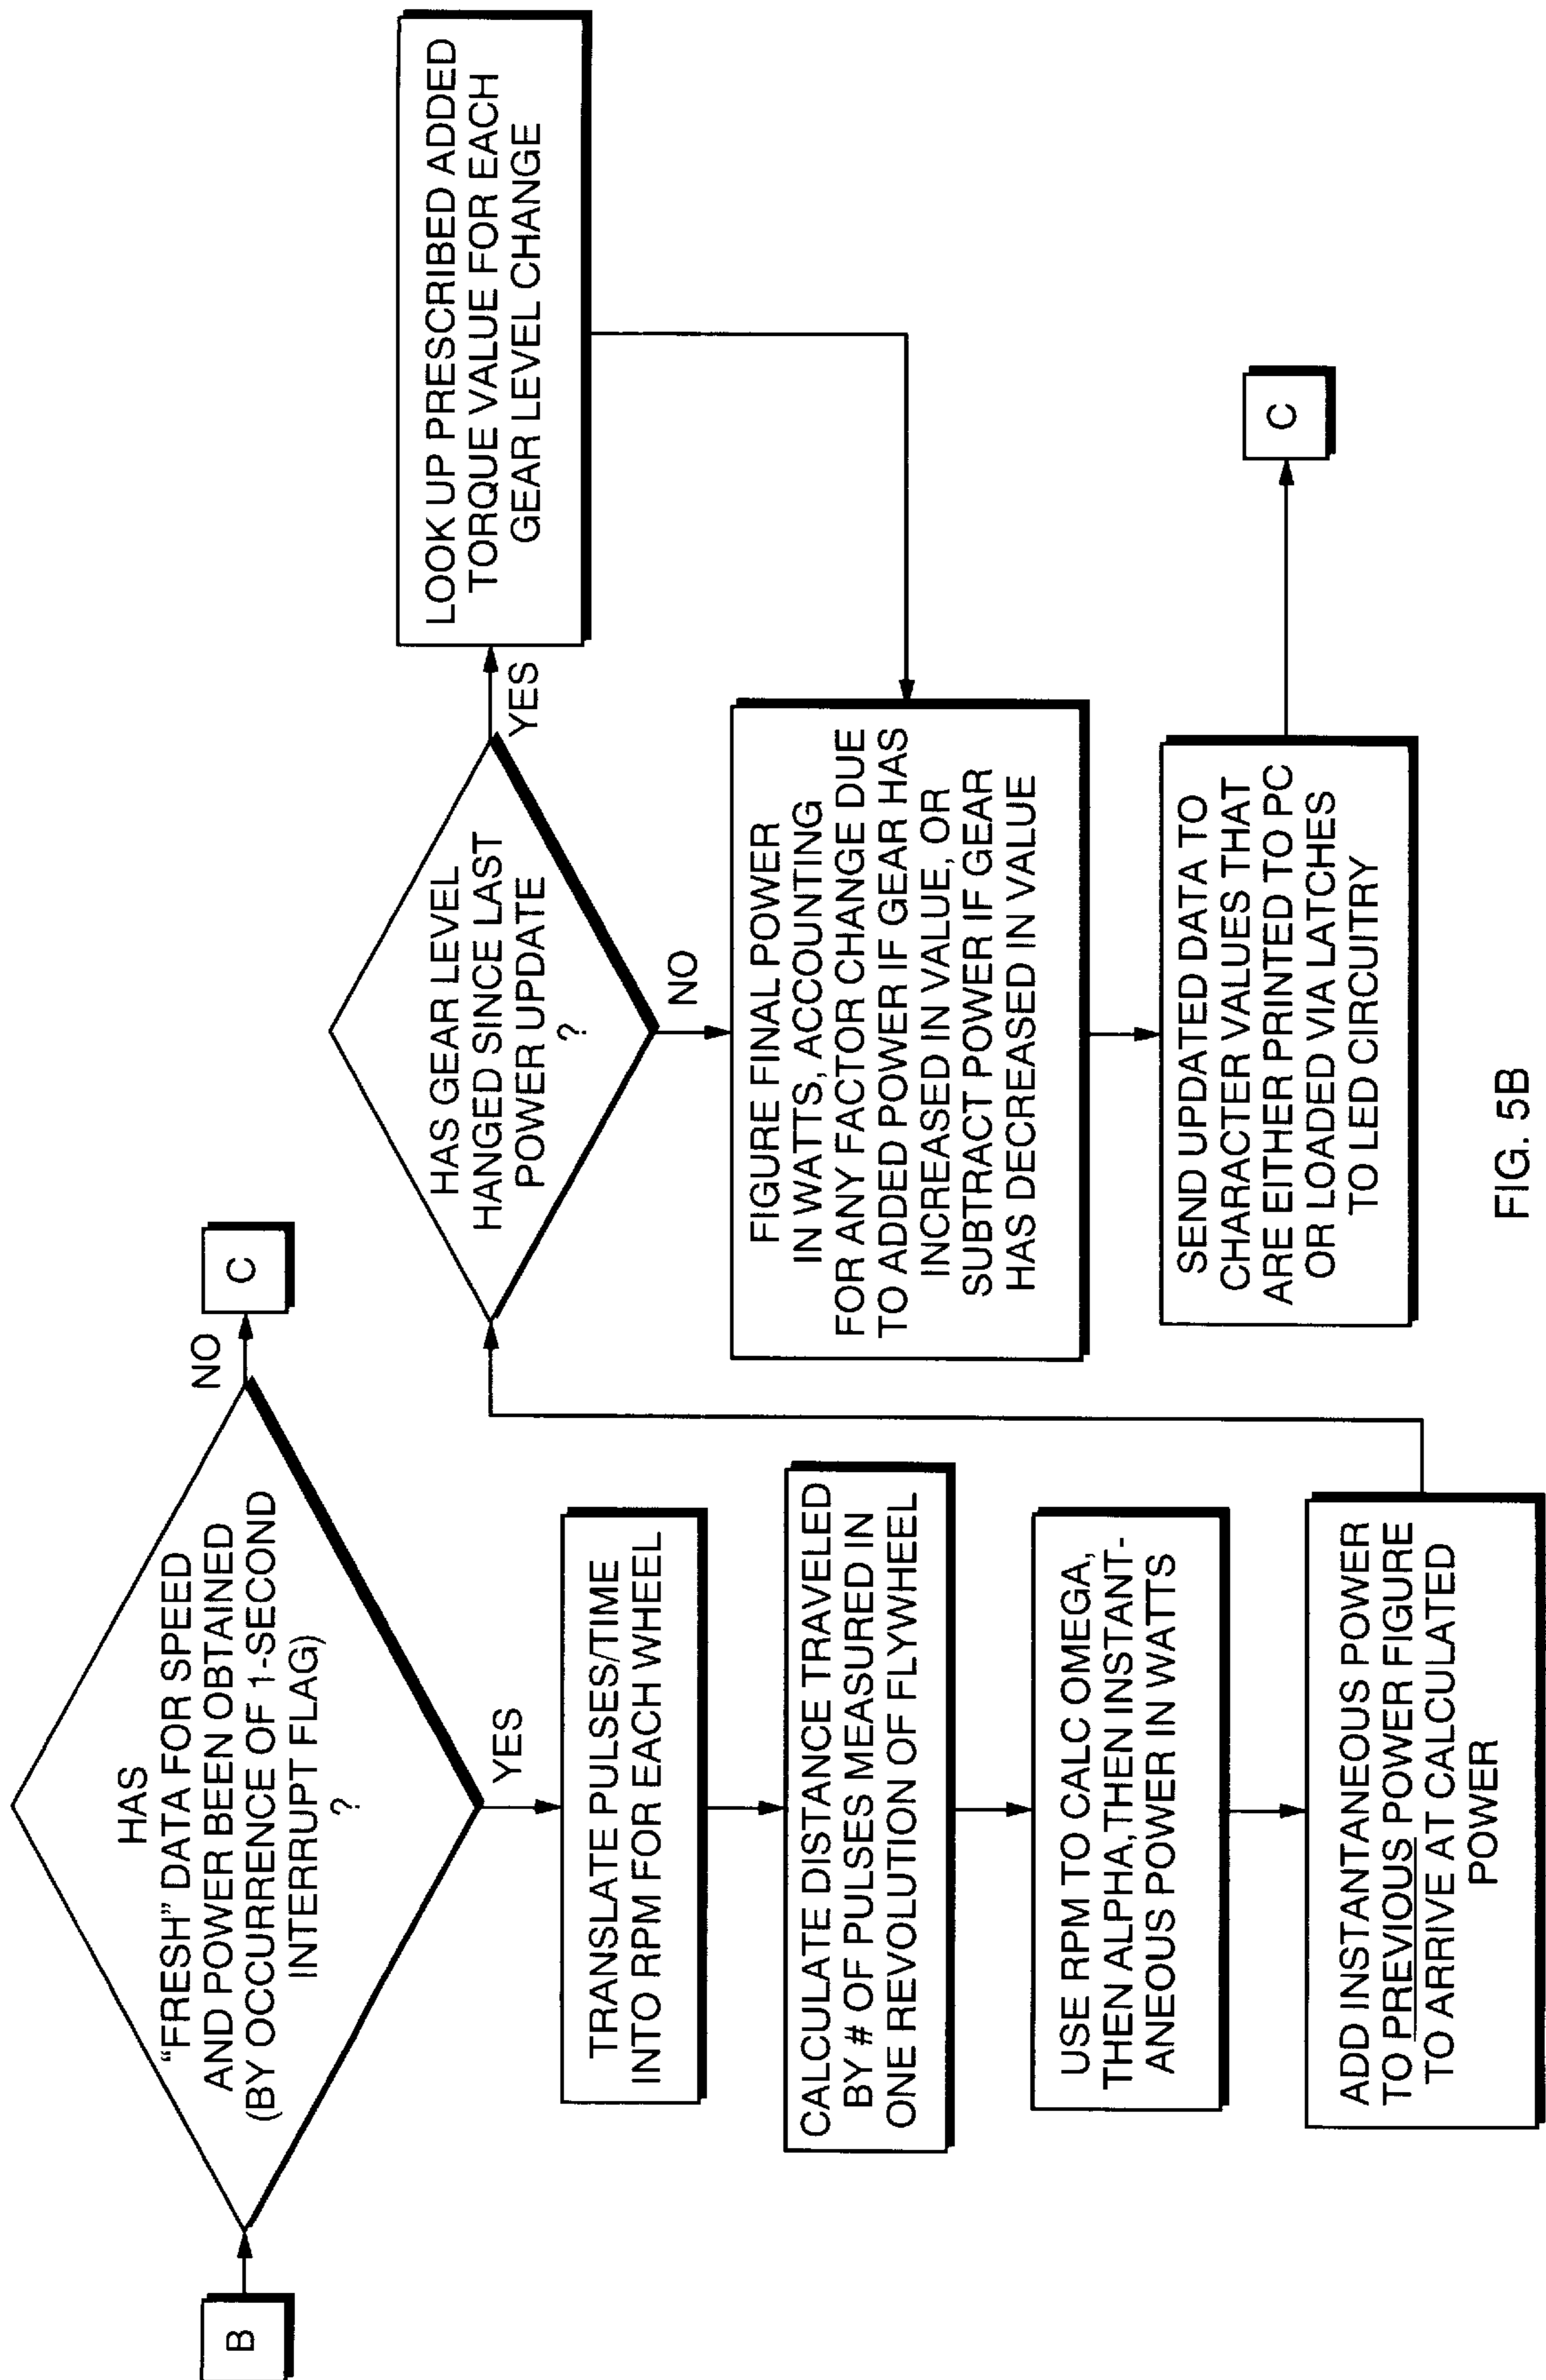 B
HAS
“FRESH” DATA FOR SPEED
AND POWER BEEN OBTAINED
(BY OCCURRENCE OF 1-SECOND
INTERRUPT FLAG)
?
NO
C
YES
TRANSLATE PULSES/TIME
INTO RPM FOR EACH WHEEL
CALCULATE DISTANCE TRAVELED
BY # OF PULSES MEASURED IN
ONE REVOLUTION OF FLYWHEEL
USE RPM TO CALC OMEGA,
THEN ALPHA,THEN INSTANT-
ANEOUS POWER IN WATTS
ADD INSTANTANEOUS POWER
TO PREVIOUS POWER FIGURE
TO ARRIVE AT CALCULATED
POWER
HAS GEAR LEVEL
HANGED SINCE LAST
POWER UPDATE
?
YES
LOOK UP PRESCRIBED ADDED
TORQUE VALUE FOR EACH
GEAR LEVEL CHANGE
NO
FIGURE FINAL POWER
IN WATTS, ACCOUNTING
FOR ANY FACTOR CHANGE DUE
TO ADDED POWER IF GEAR HAS
INCREASED IN VALUE, OR
SUBTRACT POWER IF GEAR
HAS DECREASED IN VALUE
SEND UPDATED DATA TO
CHARACTER VALUES THAT
ARE EITHER PRINTED TO PC
OR LOADED VIA LATCHES
TO LED CIRCUITRY
C
FIG. 5B